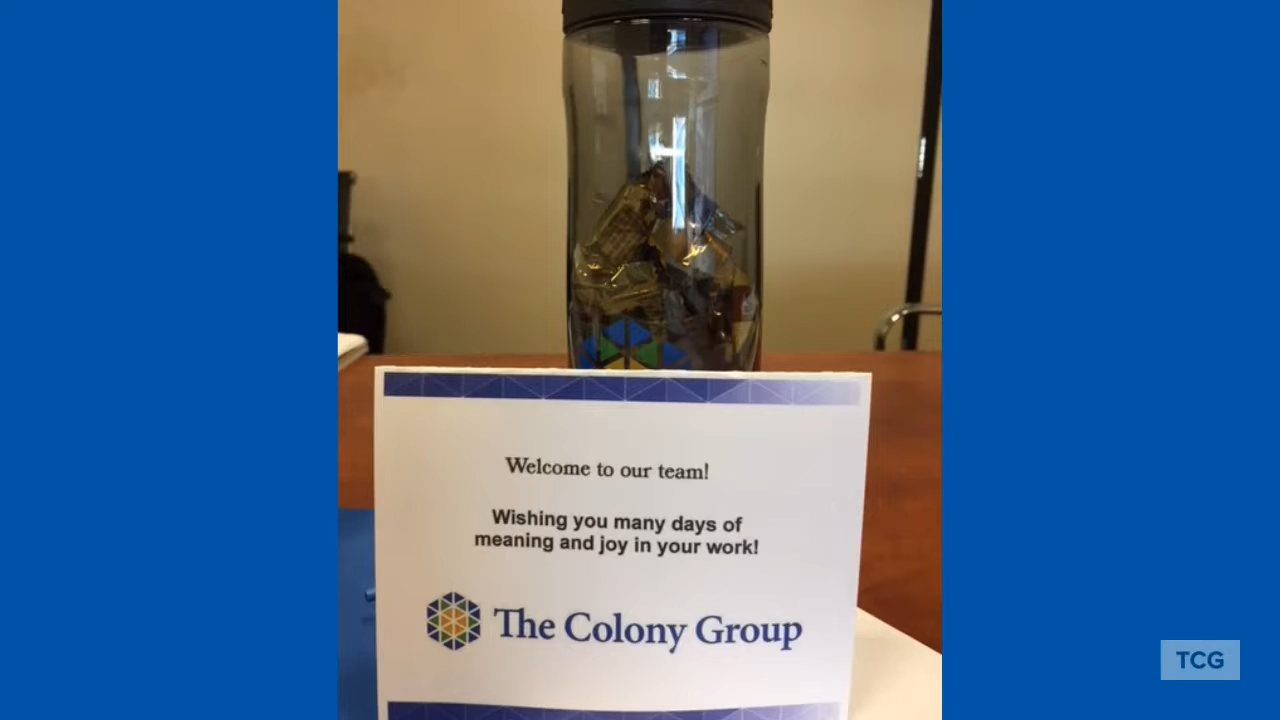 Welcome to our team!
Wishing you many days of
meaning and joy in your work!
The Colony Group
TCG